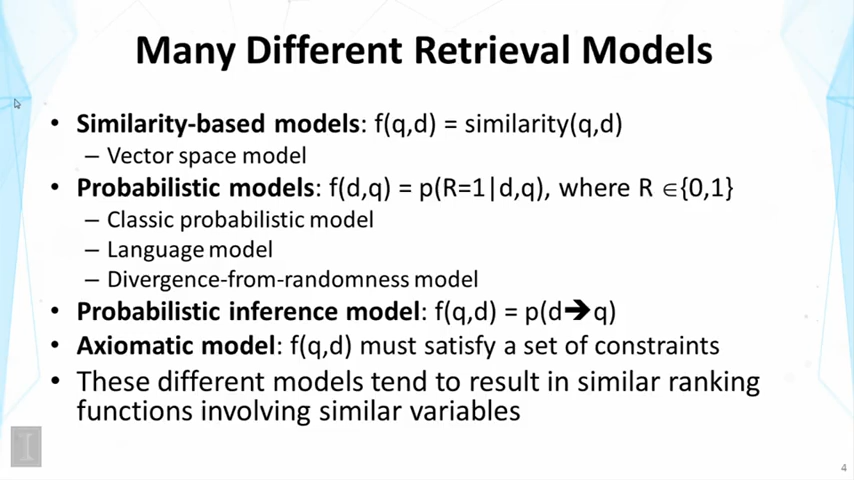 Many Different Retrieval Models
• Similarity-based models: f(q,d) = similarity(q,d)
– Vector space model
• Probabilistic models: f(d,q) = p(R=1|d,q), where R ∈{0,1}
– Classic probabilistic model
– Language model
– Divergence-from-randomness model
• Probabilistic inference model: f(q,d) = p(d➔q)
• Axiomatic model: f(q,d) must satisfy a set of constraints
• These different models tend to result in similar ranking
functions involving similar variables
I
4